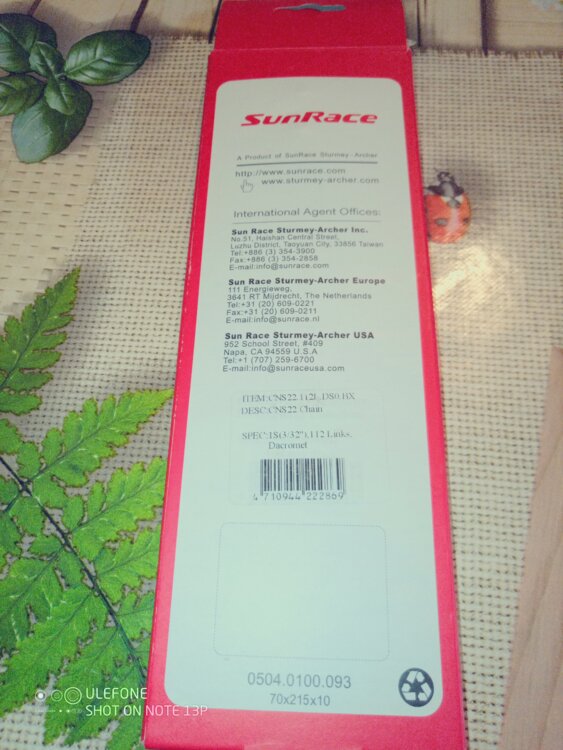 SunRace
A Product of SunRace Sturmey-Archer
http://www.sunrace.com
www.sturmey-archer.com
International Agent Offices:
Sun Race Sturmey-Archer Inc.
No.51, Haishan Central Street,
Luzhu District, Taoyuan City, 33856 Taiwan
Tel:+886 (3) 354-3900
Fax:+886 (3) 354-2858
E-mail:info@sunrace.com
Sun Race Sturmey-Archer Europe
111 Energieweg,
3641 RT Mijdrecht, The Netherlands
Tel:+31 (20) 609-0221
Fax:+31 (20) 609-0211
E-mail:info@sunrace.nl
Sun Race Sturmey-Archer USA
952 School Street, #409
Napa, CA 94559 U.S.A
Tel:+1 (707) 259-6700
E-mail:info@sunraceusa.com
ITEM:CNS22.112L.DS0.BX
DESC:CNS22 Chain
SPEC:IS(3/32"),112 Links,
Dacromet
4 710944 222869
0504.0100.093
70x215x10
ULEFONE
SHOT ON NOTE 13P